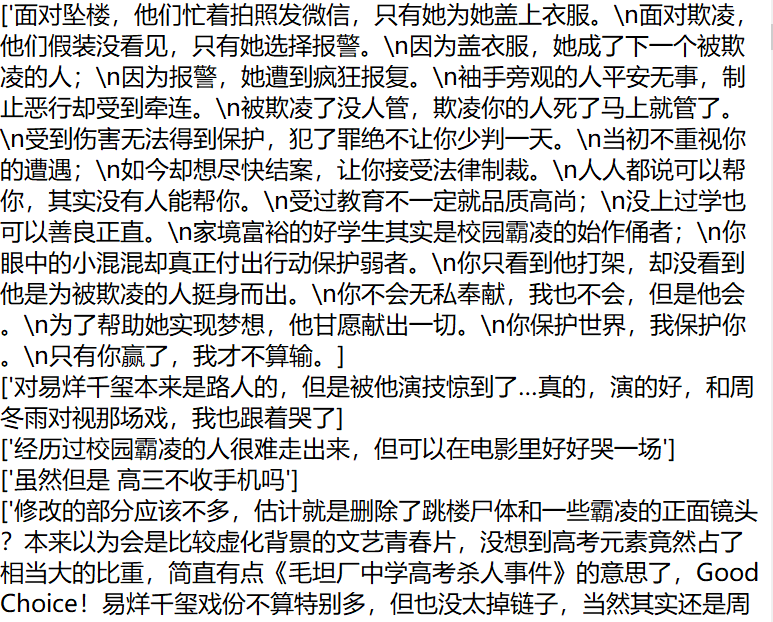 ['面对坠楼，他们忙着拍照发微信，只有她为她盖上衣服。\n面对欺凌，
他们假装没看见，只有她选择报警。\n因为盖衣服，她成了下一个被欺
凌的人；\n因为报警，她遭到疯狂报复。\n袖手旁观的人平安无事，制
止恶行却受到牵连。\n被欺凌了没人管，欺凌你的人死了马上就管了。
\n受到伤害无法得到保护，犯了罪绝不让你少判一天。\n当初不重视你
的遭遇；\n如今却想尽快结案，让你接受法律制裁。\n人人都说可以帮
你，其实没有人能帮你。\n受过教育不一定就品质高尚；\n没上过学也
可以善良正直。\n家境富裕的好学生其实是校园霸凌的始作俑者；\n你
眼中的小混混却真正付出行动保护弱者。\n你只看到他打架，却没看到
他是为被欺凌的人挺身而出。\n你不会无私奉献，我也不会，但是他会
。\n为了帮助她实现梦想，他甘愿献出一切。\n你保护世界，我保护你
。\n只有你赢了，我才不算输。]
['对易烊千玺本来是路人的，但是被他演技惊到了...真的，演的好，和周
冬雨对视那场戏，我也跟着哭了]
['经历过校园霸凌的人很难走出来，但可以在电影里好好哭一场']
['虽然但是 高三不收手机吗']
['修改的部分应该不多，估计就是删除了跳楼尸体和一些霸凌的正面镜头
？本来以为会是比较虚化背景的文艺青春片，没想到高考元素竟然占了
相当大的比重，简直有点《毛坦厂中学高考杀人事件》的意思了，Good
Choice！易烊千玺戏份不算特别多，但也没太掉链子，当然其实还是周